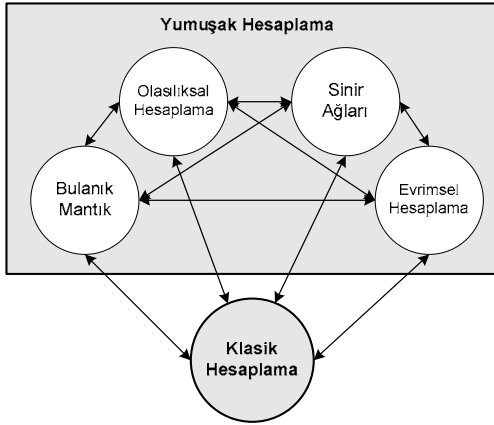 Yumuşak Hesaplama
Olasılıksal
Hesaplama
Sinir
Ağları
Bulanık
Mantık
Evrimsel
Hesaplama
Klasik
Hesaplama